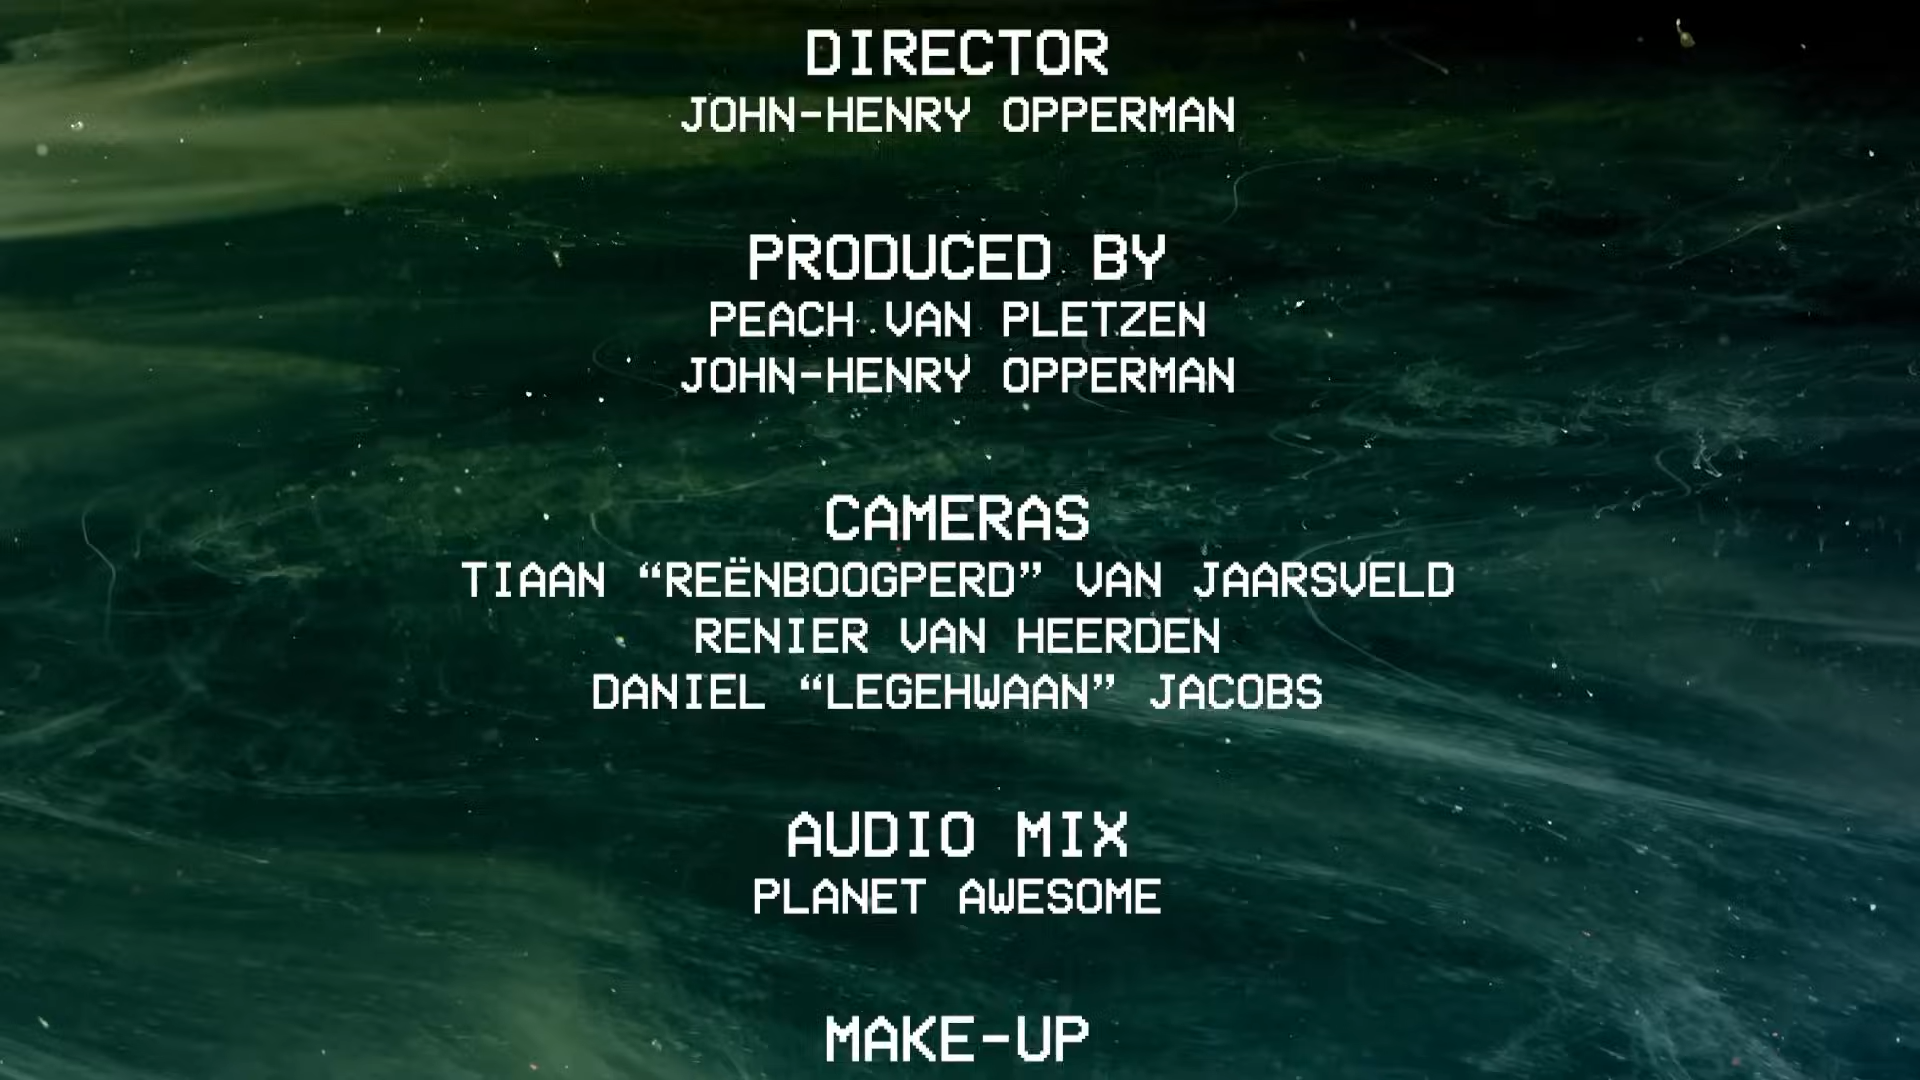 DIRECTOR
JOHN-HENRY OPPERMAN
PRODUCED BY
PEACH VAN PLETZEN
JOHN-HENRY OPPERMAN
CAMERAS
TIAAN “REËNBOOGPERD” VAN JAARSVELD
RENIER VAN HEERDEN
DANIEL “LEGEHWAAN” JACOBS
AUDIO MIX
PLANET AWESOME
MAKE-UP